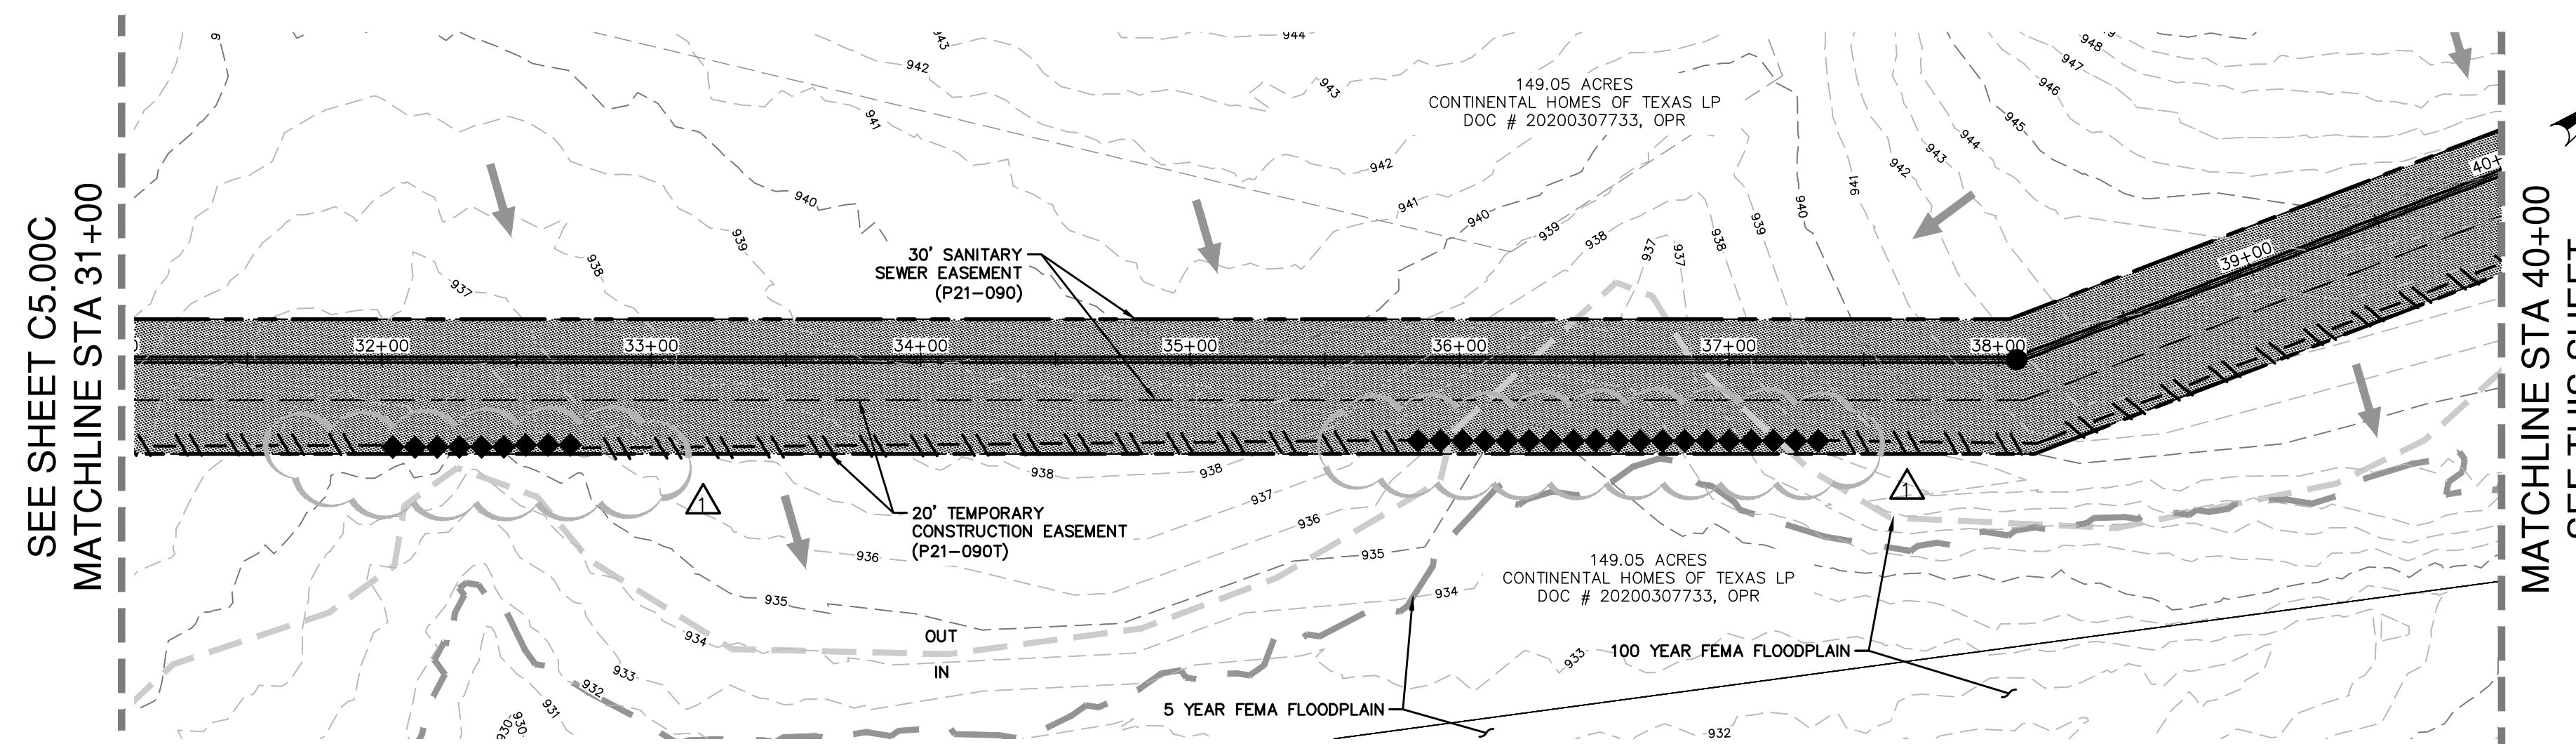 SEE SHEET C5.00C
MATCHLINE STA 31+00
943
944
948
942
943
947
946
149.05 ACRES
CONTINENTAL HOMES OF TEXAS LP
DOC # 20200307733, OPR
941
945
944
943
942
942
941
940
940
941
940
939
939
938
938
939
938
937
937
937
30' SANITARY
SEWER EASEMENT
(P21-090)
40+
39+00
32+00
33+00
34+00
35+00
36+00
37+00
38+00
938
938
937
936
1
1
20' TEMPORARY
CONSTRUCTION EASEMENT
(P21-090T)
936
935
935
934
934
149.05 ACRES
CONTINENTAL HOMES OF TEXAS LP
DOC # 20200307733, OPR
OUT
IN
933
932
931
930
930
933
932
100 YEAR FEMA FLOODPLAIN
5 YEAR FEMA FLOODPLAIN
MATCHLINE STA 40+00